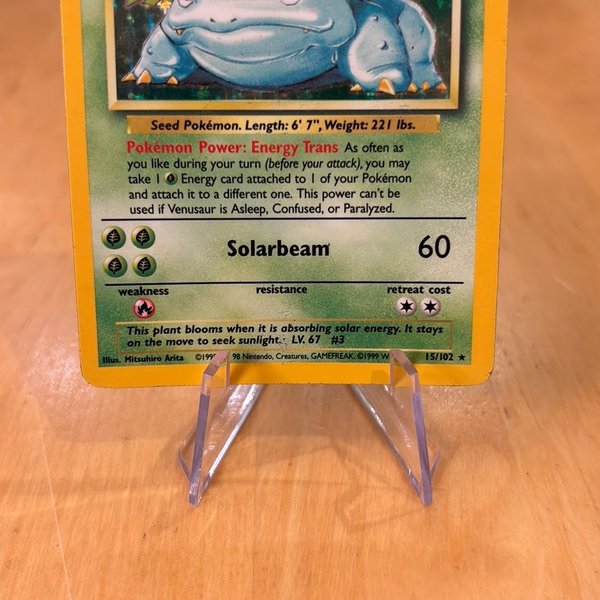 Seed Pokémon. Length: 6' 7", Weight: 221 lbs.
Pokémon Power: Energy Trans As often as
you like during your turn (before your attack), you may
take 1 Energy card attached to 1 of your Pokémon
and attach it to a different one. This power can't be
used if Venusaur is Asleep, Confused, or Paralyzed.
Solarbeam 60
weakness resistance retreat cost
This plant blooms when it is absorbing solar energy. It stays
on the move to seek sunlight. LV. 67 #3
Illus. Mitsuhiro Arita 98 Nintendo, Creatures, GAMEFREAK. ©1999 15/102 ★